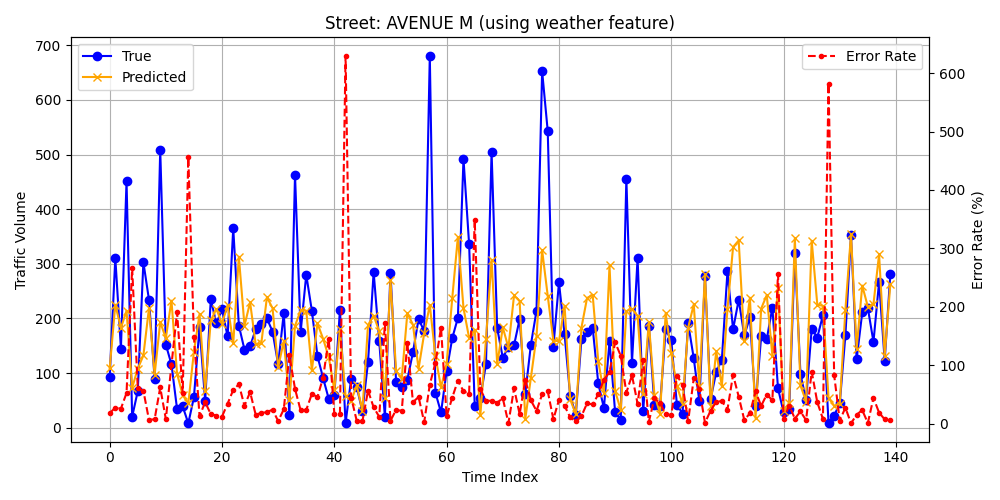 Street: AVENUE M (using weather feature)
True
Predicted
Error Rate
Traffic Volume
700
600
500
400
300
200
100
0
Error Rate (%)
600
500
400
300
200
100
0
0 20 40 60 80 100 120 140
Time Index